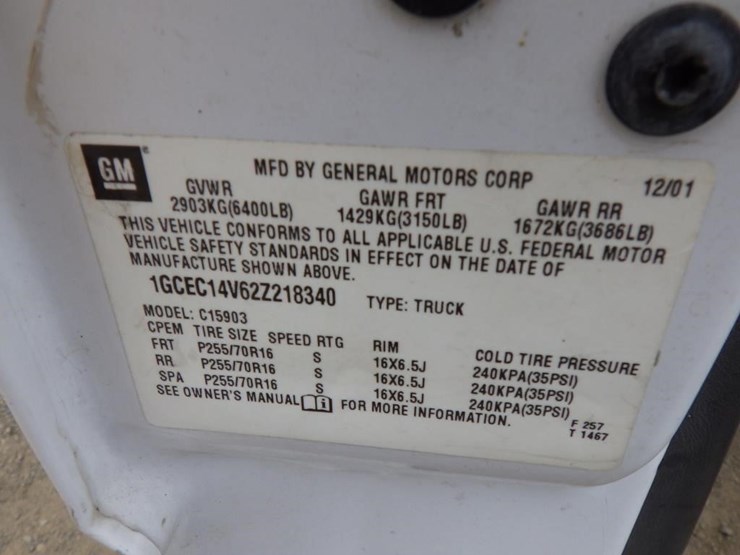 GM
MFD BY GENERAL MOTORS CORP 12/01
GVWR GAWR FRT GAWR RR
2903KG(6400LB) 1429KG(3150LB) 1672KG(3686LB)
THIS VEHICLE CONFORMS TO ALL APPLICABLE U.S. FEDERAL MOTOR
VEHICLE SAFETY STANDARDS IN EFFECT ON THE DATE OF
MANUFACTURE SHOWN ABOVE.
1GCEC14V62Z218340 TYPE: TRUCK
MODEL: C15903
CPEM TIRE SIZE SPEED RTG RIM COLD TIRE PRESSURE
FRT P255/70R16 S 16X6.5J 240KPA(35PSI)
RR P255/70R16 S 16X6.5J 240KPA(35PSI)
SPA P255/70R16 S 16X6.5J 240KPA(35PSI)
SEE OWNER'S MANUAL i FOR MORE INFORMATION.
F 257
T 1467